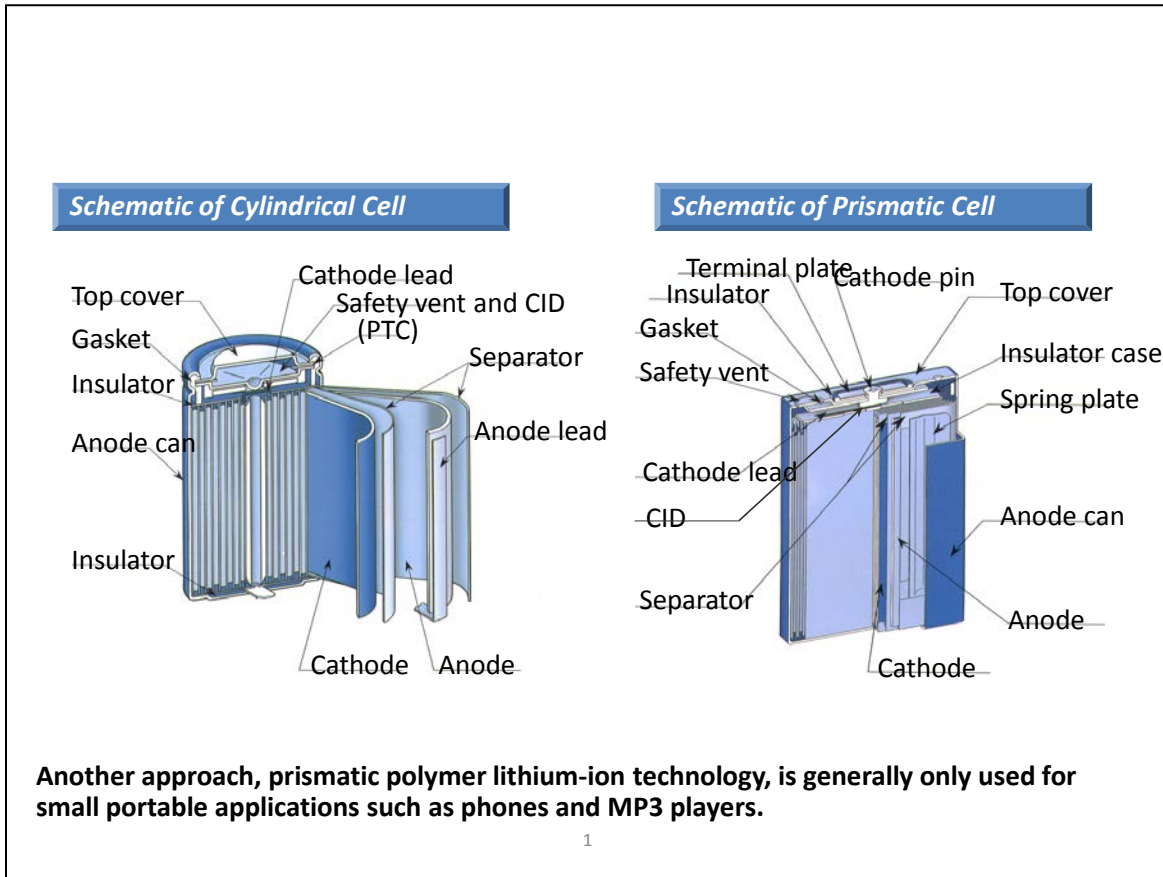 Schematic of Cylindrical Cell
Cathode lead
Top cover
Safety vent and CID
(PTC)
Gasket
Separator
Insulator
Anode lead
Anode can
Insulator
Cathode
Anode
Schematic of Prismatic Cell
Terminal plate
Cathode pin
Insulator
Top cover
Gasket
Insulator case
Safety vent
Spring plate
Cathode lead
CID
Anode can
Separator
Anode
Cathode
Another approach, prismatic polymer lithium-ion technology, is generally only used for
small portable applications such as phones and MP3 players.
1